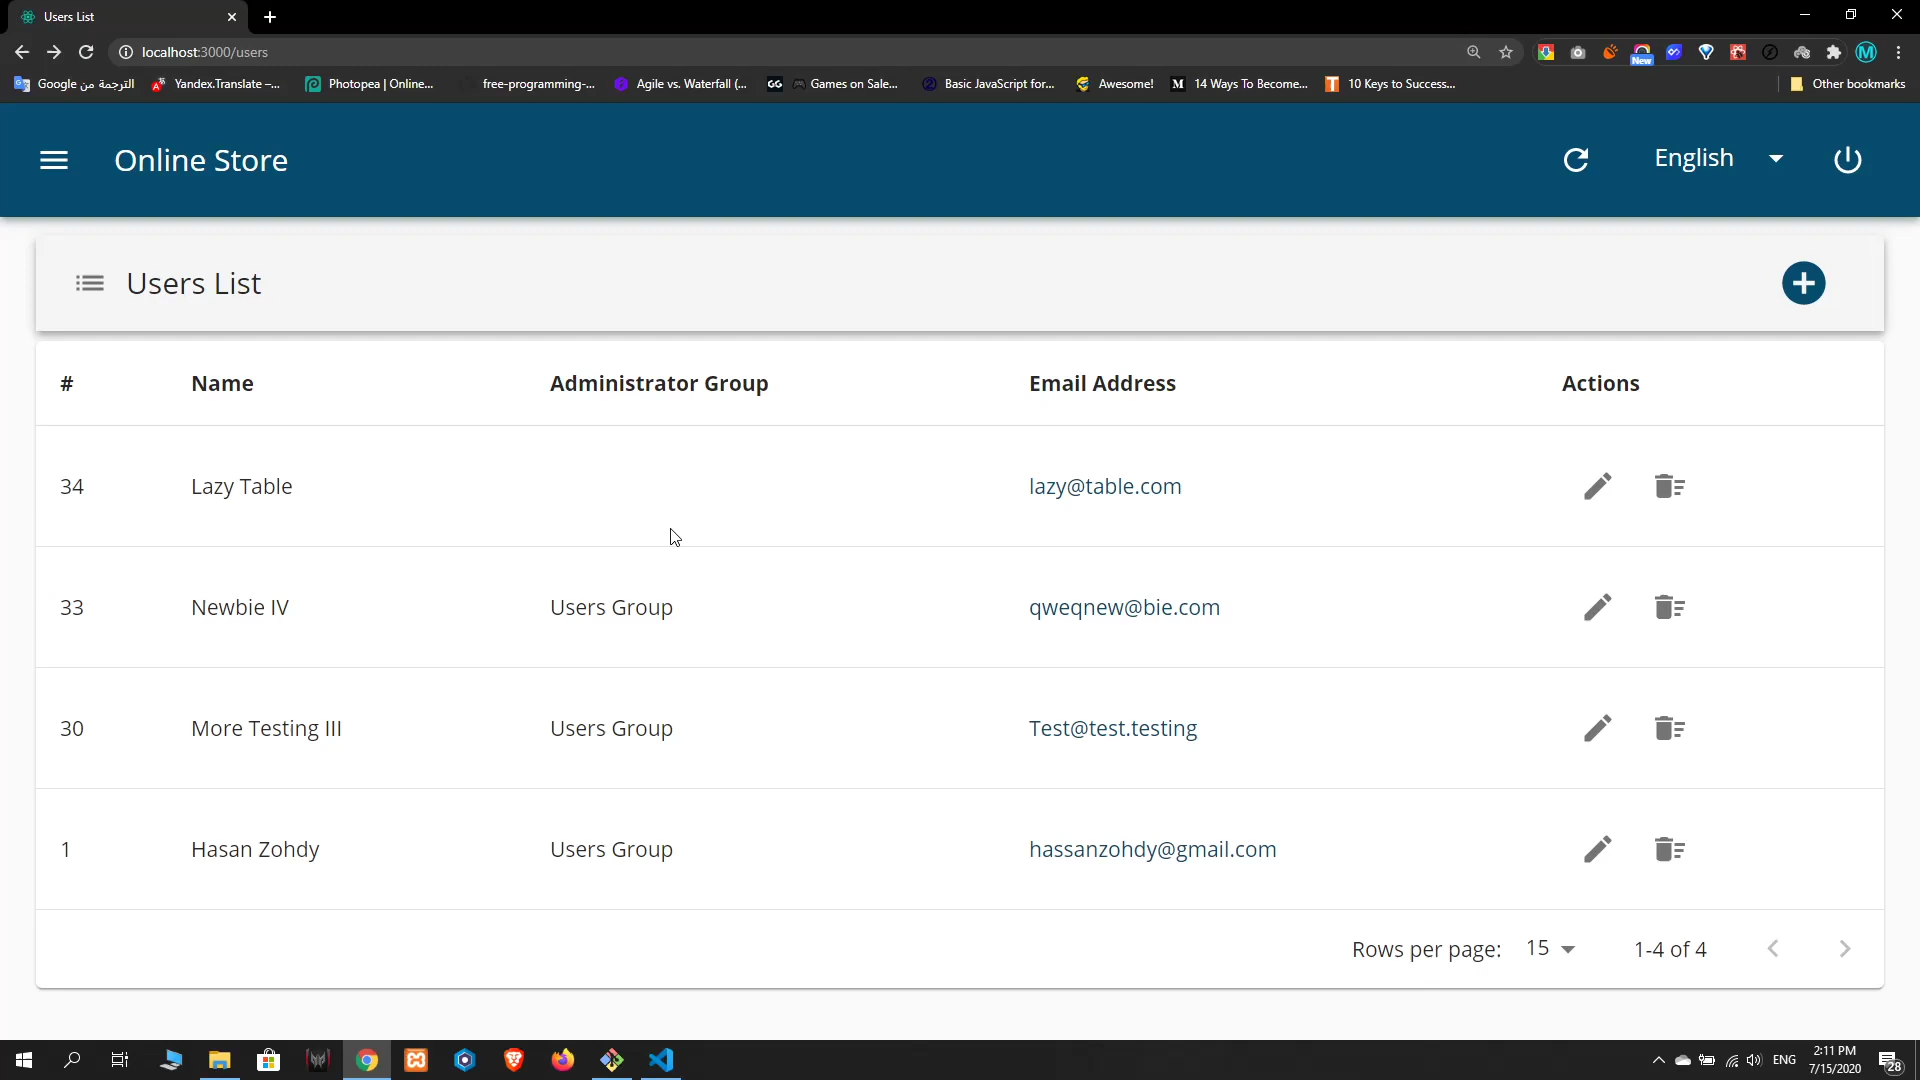 Users List
localhost:3000/users
New
الترجمة من Google
Yandex.Translate –...
Photopea | Online...
free-programming-...
Agile vs. Waterfall (...
GG
Games on Sale...
Basic JavaScript for...
Awesome!
M
14 Ways To Become...
10 Keys to Success...
Other bookmarks
Online Store
English
Users List
# Name Administrator Group Email Address Actions
34 Lazy Table lazy@table.com
33 Newbie IV Users Group qweqnew@bie.com
30 More Testing III Users Group Test@test.testing
1 Hasan Zohdy Users Group hassanzohdy@gmail.com
Rows per page: 15 1-4 of 4
ENG
2:11 PM
7/15/2020
28